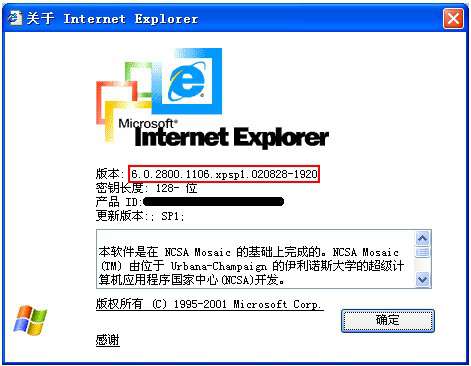 关于 Internet Explorer
Microsoft
Internet Explorer
版本: 6.0.2800.1106.xpsp1.020828-1920
密钥长度: 128- 位
产品 ID:
更新版本:; SP1;
本软件是在 NCSA Mosaic 的基础上完成的。NCSA Mosaic
(TM) 由位于 Urbana-Champaign 的伊利诺斯大学的超级计
算机应用程序国家中心(NCSA)开发。
版权所有 (C) 1995-2001 Microsoft Corp.
确定
感谢